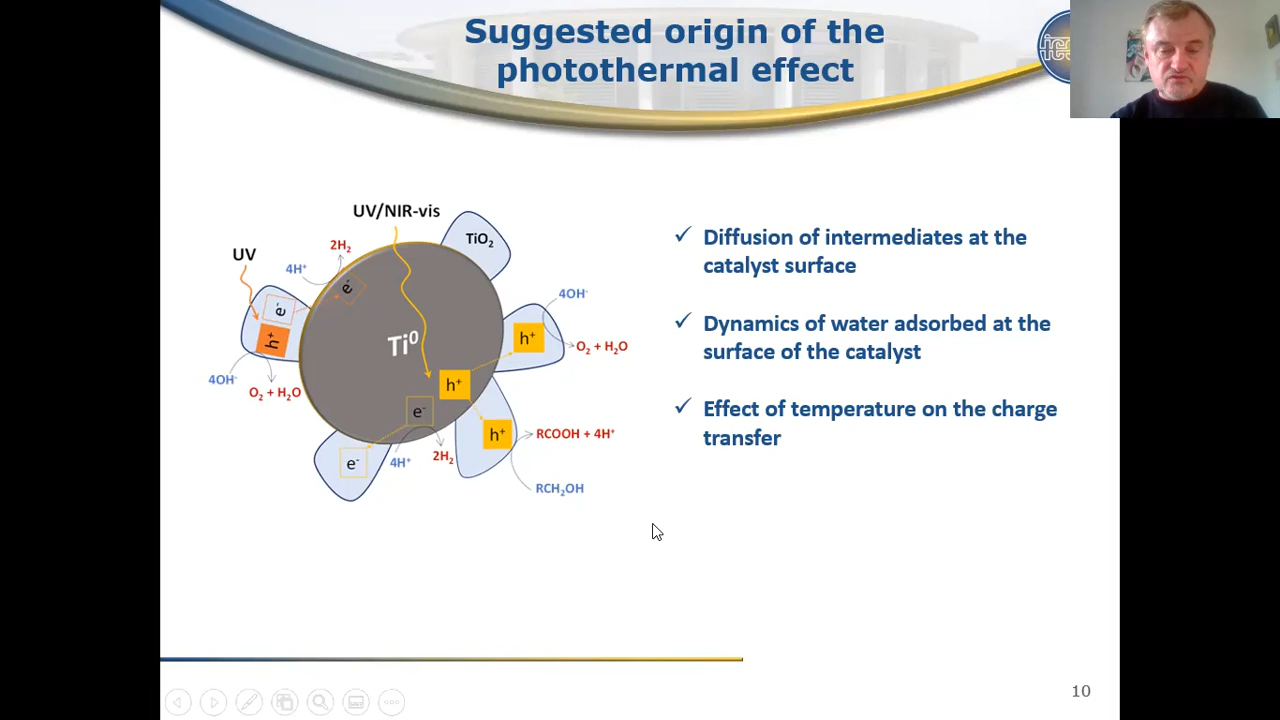 Suggested origin of the
photothermal effect
UV/NIR-vis
TiO₂
UV
2H₂
4H⁺
e⁻
e⁻
h⁺
4OH⁻
O₂ + H₂O
Ti⁰
4OH⁻
h⁺
O₂ + H₂O
h⁺
e⁻
h⁺
RCOOH + 4H⁺
2H₂
4H⁺
e⁻
RCH₂OH
✓ Diffusion of intermediates at the
catalyst surface
✓ Dynamics of water adsorbed at the
surface of the catalyst
✓ Effect of temperature on the charge
transfer
10